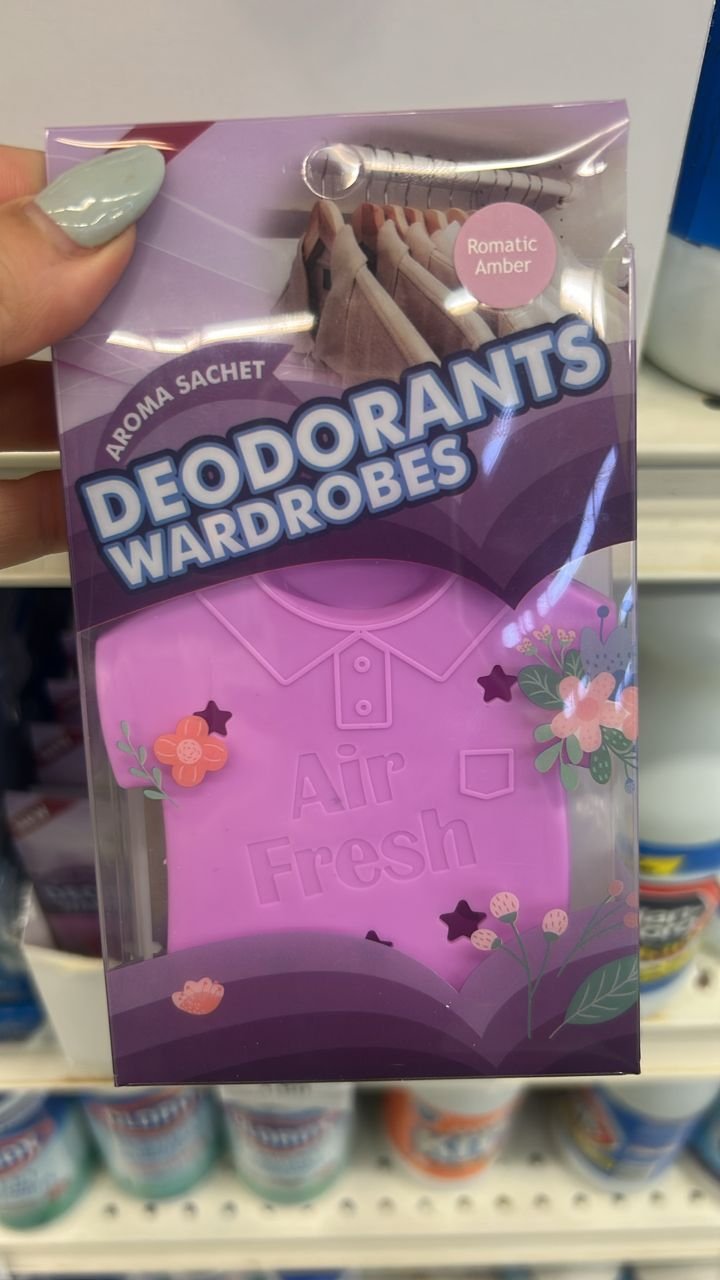 Romatic
Amber
AROMA SACHET
DEODORANTS
WARDROBES
Air
Fresh